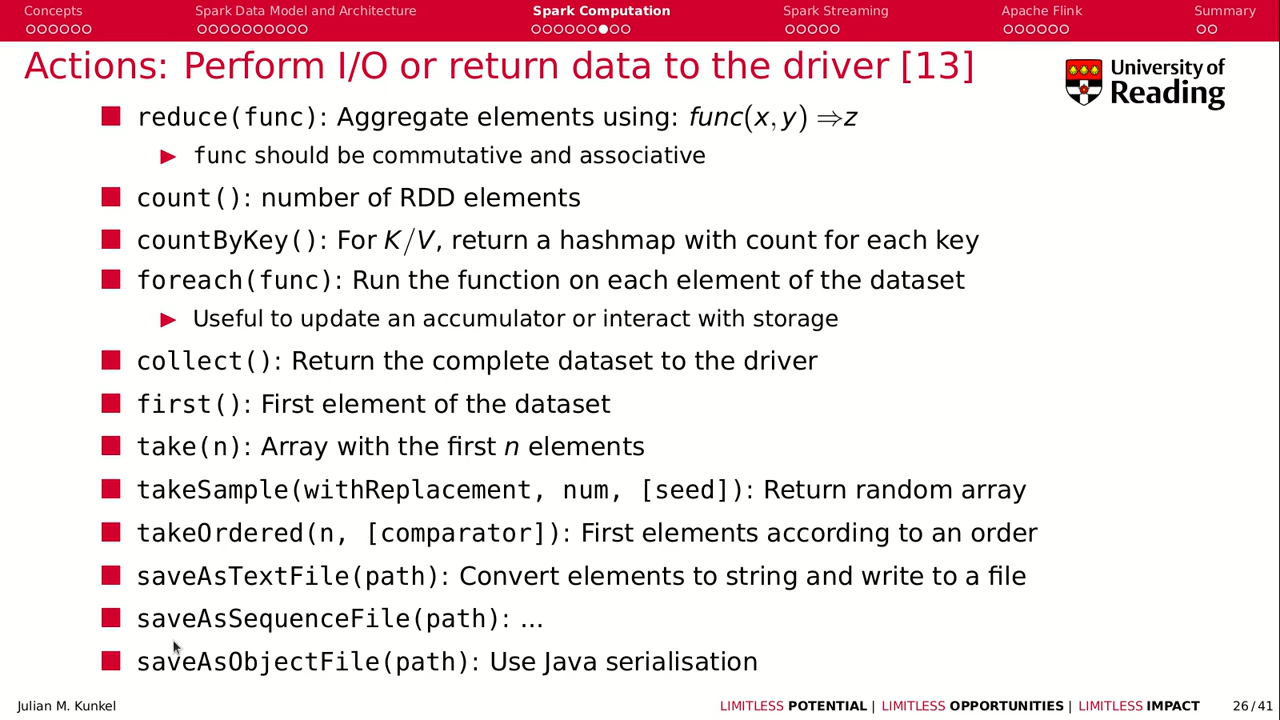 Concepts Spark Data Model and Architecture Spark Computation Spark Streaming Apache Flink Summary
Actions: Perform I/O or return data to the driver [13]
University of
Reading
reduce(func): Aggregate elements using: func(x, y) ⇒z
func should be commutative and associative
count(): number of RDD elements
countByKey(): For K/V, return a hashmap with count for each key
foreach(func): Run the function on each element of the dataset
Useful to update an accumulator or interact with storage
collect(): Return the complete dataset to the driver
first(): First element of the dataset
take(n): Array with the first n elements
takeSample(withReplacement, num, [seed]): Return random array
takeOrdered(n, [comparator]): First elements according to an order
saveAsTextFile(path): Convert elements to string and write to a file
saveAsSequenceFile(path): ...
saveAsObjectFile(path): Use Java serialisation
Julian M. Kunkel LIMITLESS POTENTIAL | LIMITLESS OPPORTUNITIES | LIMITLESS IMPACT 26/41